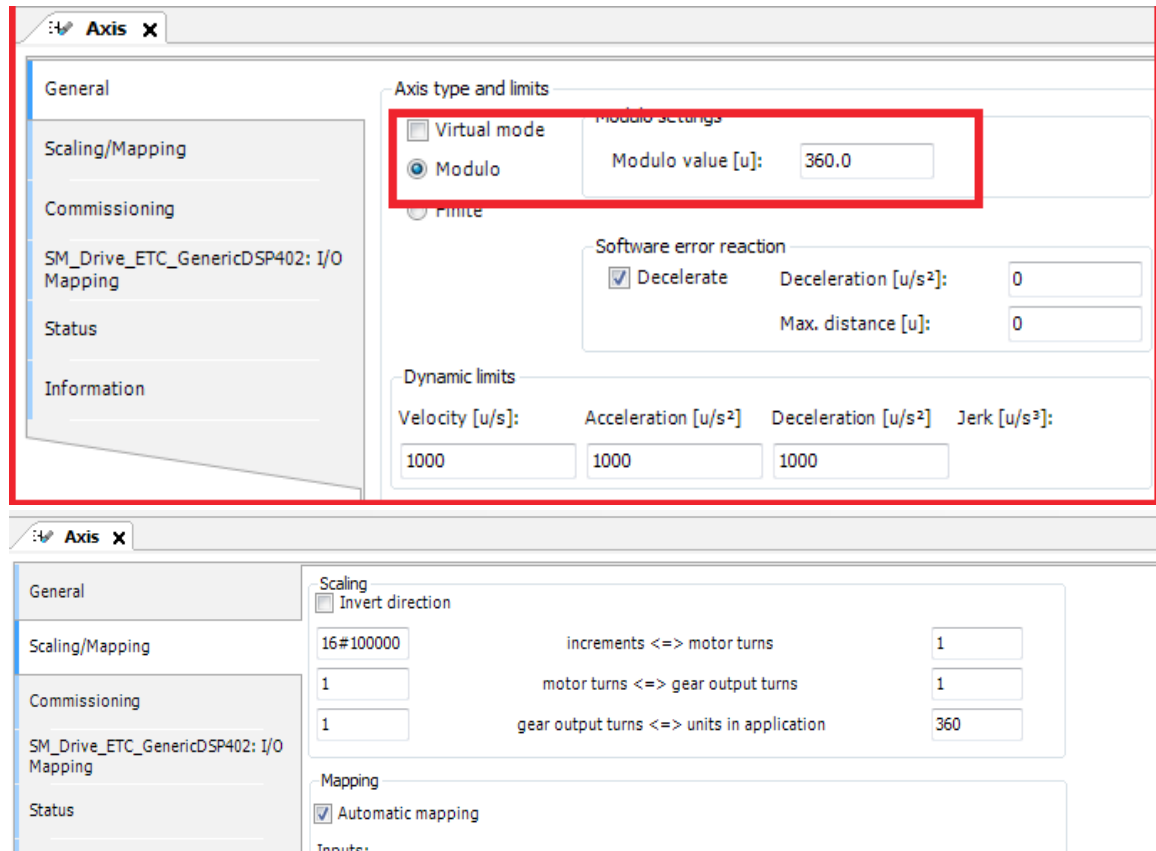 Axis x
General
Axis type and limits
Virtual mode
Modulo settings
Scaling/Mapping
Modulo
Modulo value [u]: 360.0
Commissioning
Finite
SM_Drive_ETC_GenericDSP402: I/O
Mapping
Software error reaction
Decelerate Deceleration [u/s²]: 0
Status
Max. distance [u]: 0
Information
Dynamic limits
Velocity [u/s]: Acceleration [u/s²] Deceleration [u/s²] Jerk [u/s³]:
1000 1000 1000
Axis x
General
Scaling
Invert direction
Scaling/Mapping
16#100000 increments <=> motor turns 1
Commissioning
1 motor turns <=> gear output turns 1
1 gear output turns <=> units in application 360
SM_Drive_ETC_GenericDSP402: I/O
Mapping
Mapping
Status
Automatic mapping
Inputs: